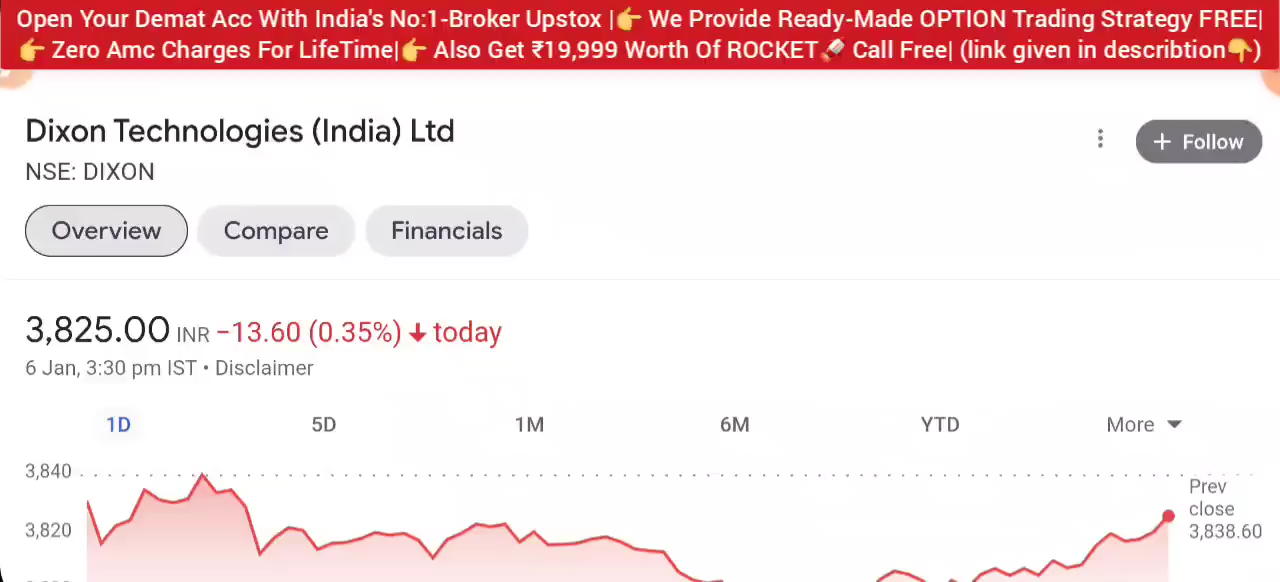 Open Your Demat Acc With India's No:1-Broker Upstox |👉 We Provide Ready-Made OPTION Trading Strategy FREE|
👉 Zero Amc Charges For LifeTime|👉 Also Get ₹19,999 Worth Of ROCKET🚀 Call Free| (link given in describtion👇)
Dixon Technologies (India) Ltd
+ Follow
NSE: DIXON
Overview
Compare
Financials
3,825.00 INR −13.60 (0.35%) ↓ today
6 Jan, 3:30 pm IST • Disclaimer
1D
5D
1M
6M
YTD
More
3,840
Prev
close
3,838.60
3,820